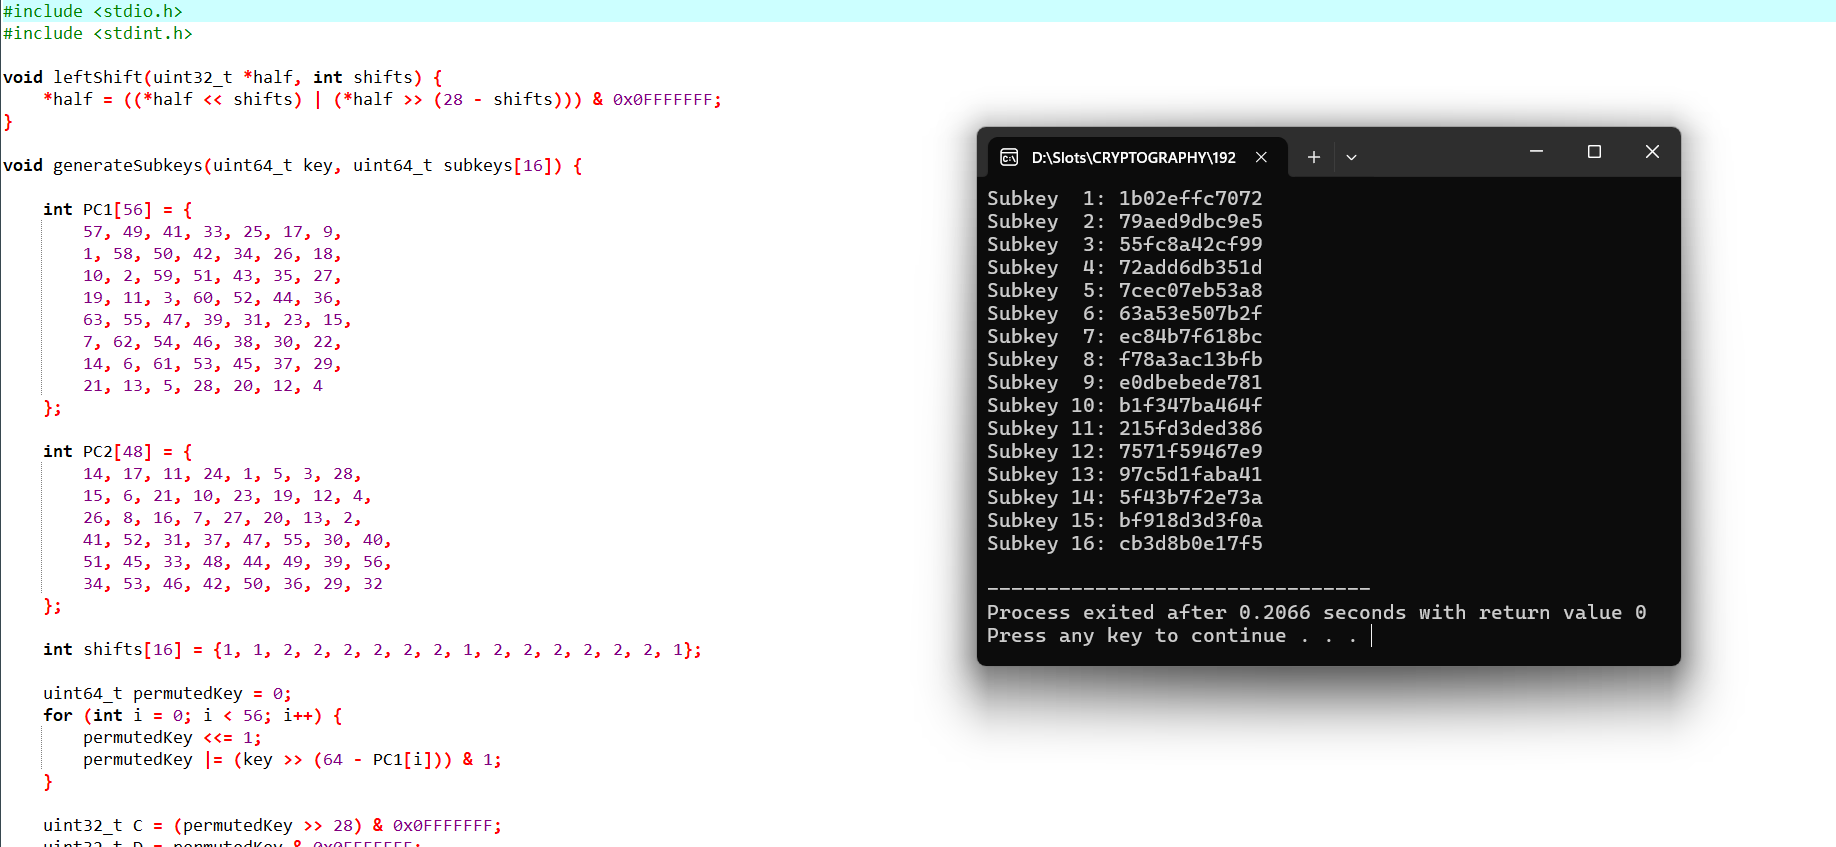 #include <stdio.h>
#include <stdint.h>
void leftShift(uint32_t *half, int shifts) {
*half = ((*half << shifts) | (*half >> (28 - shifts))) & 0x0FFFFFFF;
}
void generateSubkeys(uint64_t key, uint64_t subkeys[16]) {
int PC1[56] = {
57, 49, 41, 33, 25, 17, 9,
1, 58, 50, 42, 34, 26, 18,
10, 2, 59, 51, 43, 35, 27,
19, 11, 3, 60, 52, 44, 36,
63, 55, 47, 39, 31, 23, 15,
7, 62, 54, 46, 38, 30, 22,
14, 6, 61, 53, 45, 37, 29,
21, 13, 5, 28, 20, 12, 4
};
int PC2[48] = {
14, 17, 11, 24, 1, 5, 3, 28,
15, 6, 21, 10, 23, 19, 12, 4,
26, 8, 16, 7, 27, 20, 13, 2,
41, 52, 31, 37, 47, 55, 30, 40,
51, 45, 33, 48, 44, 49, 39, 56,
34, 53, 46, 42, 50, 36, 29, 32
};
int shifts[16] = {1, 1, 2, 2, 2, 2, 2, 2, 1, 2, 2, 2, 2, 2, 2, 1};
uint64_t permutedKey = 0;
for (int i = 0; i < 56; i++) {
permutedKey <<= 1;
permutedKey |= (key >> (64 - PC1[i])) & 1;
}
uint32_t C = (permutedKey >> 28) & 0x0FFFFFFF;
uint32_t D = permutedKey & 0x0FFFFFFF;
D:\Slots\CRYPTOGRAPHY\192
Subkey 1: 1b02effc7072
Subkey 2: 79aed9dbc9e5
Subkey 3: 55fc8a42cf99
Subkey 4: 72add6db351d
Subkey 5: 7cec07eb53a8
Subkey 6: 63a53e507b2f
Subkey 7: ec84b7f618bc
Subkey 8: f78a3ac13bfb
Subkey 9: e0dbebede781
Subkey 10: b1f347ba464f
Subkey 11: 215fd3ded386
Subkey 12: 7571f59467e9
Subkey 13: 97c5d1faba41
Subkey 14: 5f43b7f2e73a
Subkey 15: bf918d3d3f0a
Subkey 16: cb3d8b0e17f5
--------------------------------
Process exited after 0.2066 seconds with return value 0
Press any key to continue . . .